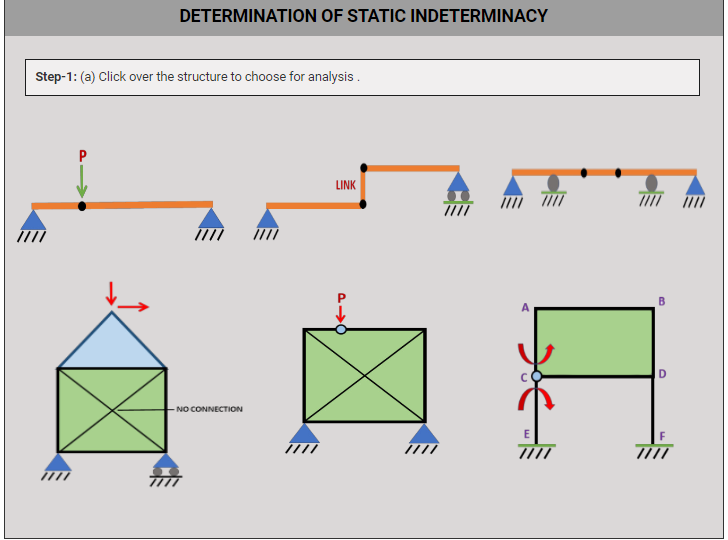 DETERMINATION OF STATIC INDETERMINACY
Step-1: (a) Click over the structure to choose for analysis .
P
LINK
P
A
B
C
D
E
F
NO CONNECTION